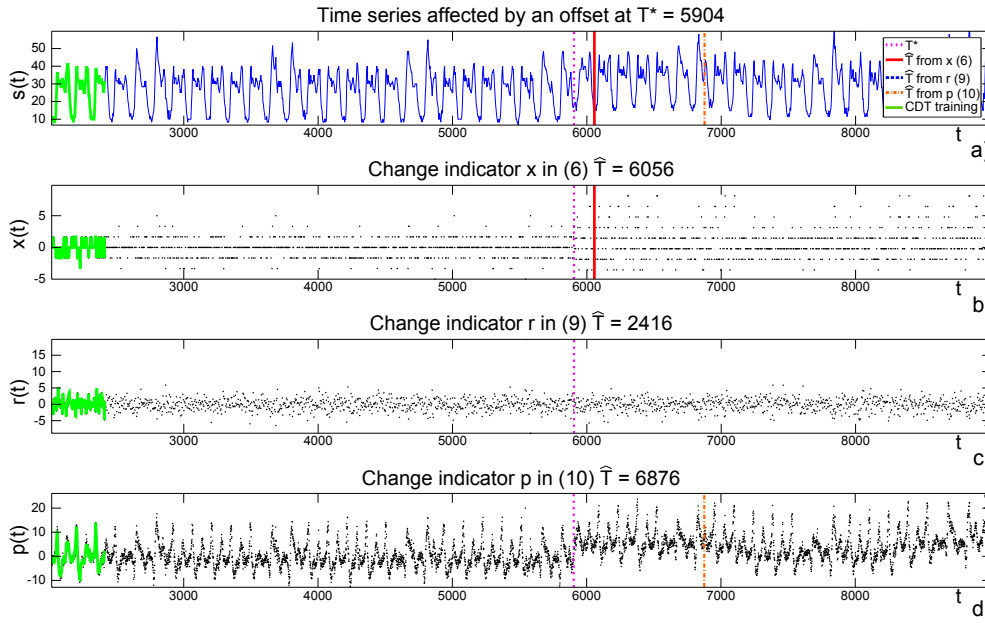 Time series affected by an offset at T* = 5904
s(t)
50
40
30
20
10
T*
T̂ from x (6)
T̂ from r (9)
T̂ from p (10)
CDT training
3000 4000 5000 6000 7000 8000 t
a)
Change indicator x in (6) T̂ = 6056
x(t)
5
0
-5
3000 4000 5000 6000 7000 8000 t
b
Change indicator r in (9) T̂ = 2416
r(t)
15
10
5
0
-5
3000 4000 5000 6000 7000 8000 t
c
Change indicator p in (10) T̂ = 6876
p(t)
20
10
0
-10
3000 4000 5000 6000 7000 8000 t
d